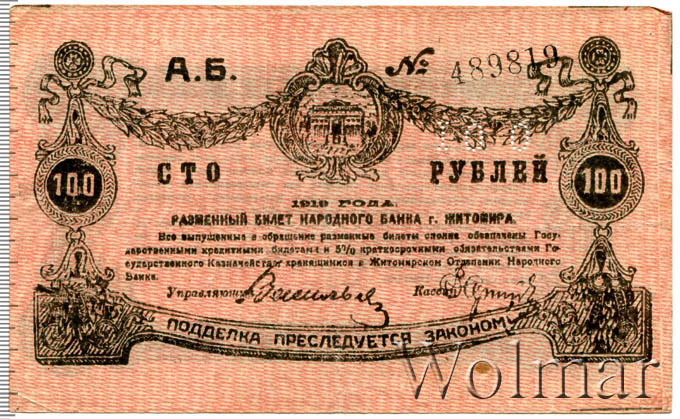 А.Б. № 489819
СТО РУБЛЕЙ
100 100
1919 ГОДА.
РАЗМЕННЫЙ БИЛЕТ НАРОДНОГО БАНКА г. ЖИТОМИРА.
Все выпущенные в обращение разменные билеты сполна обезпечены Госу-
дарственными кредитными билетами и 5% краткосрочными обязательствами Го-
сударственного Казначейства хранящимися в Житомирском Отделении Народного
Банка.
Управляющий Кассир
ПОДДЕЛКА ПРЕСЛЕДУЕТСЯ ЗАКОНОМ
Wolmar